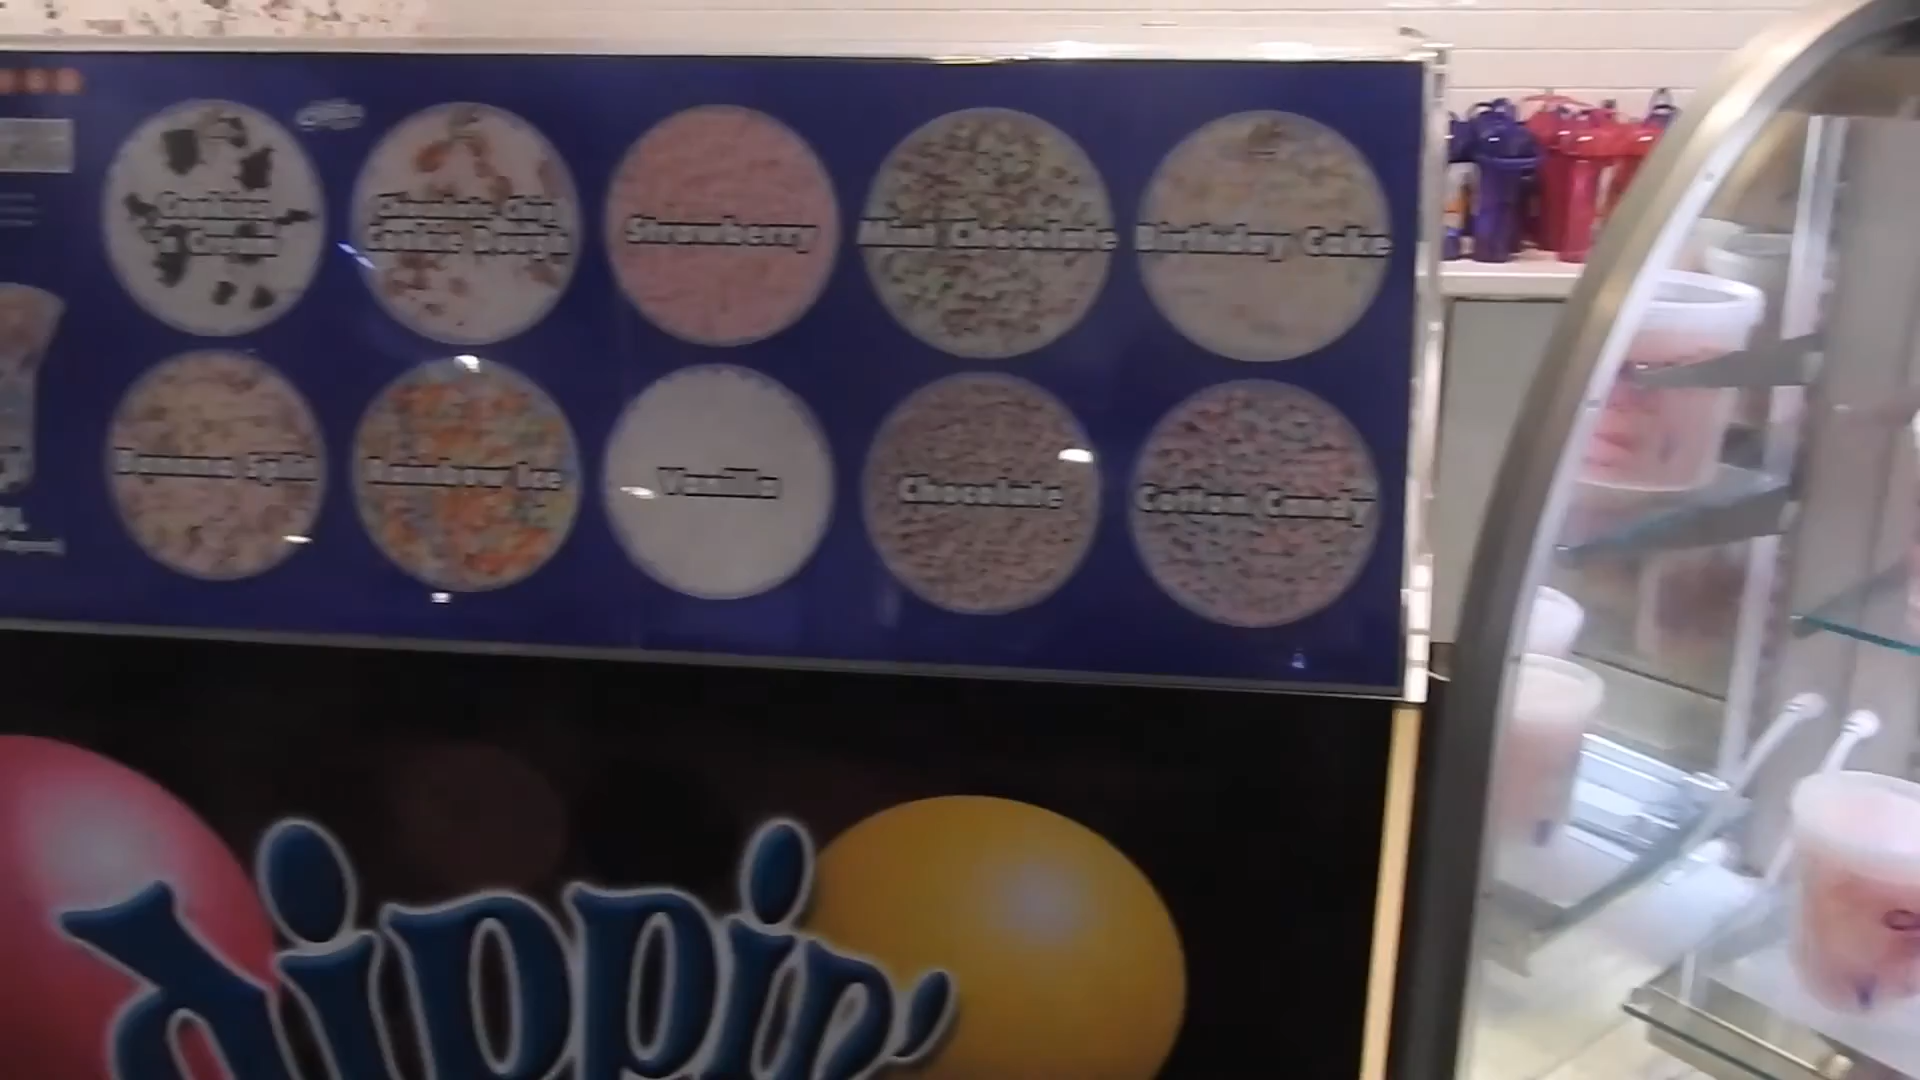 Cookies
n Cream
Chocolate Chip
Cookie Dough
Strawberry
Mint Chocolate
Birthday Cake
Banana Split
Rainbow Ice
Vanilla
Chocolate
Cotton Candy
dippin'